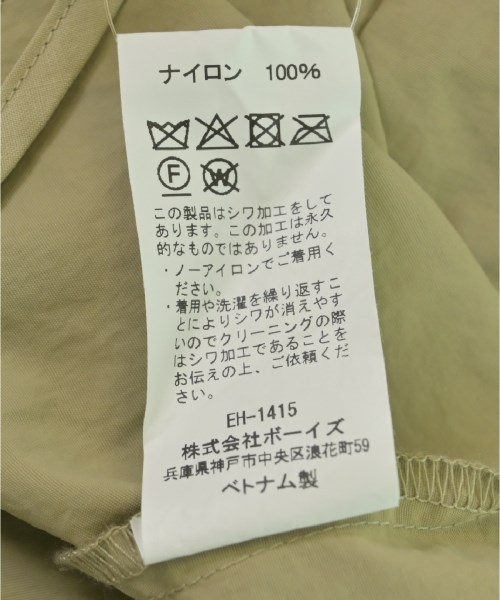 ナイロン 100%
F W
この製品はシワ加工をして
あります。この加工は永久
的なものではありません。
・ノーアイロンでご着用く
ださい。
・着用や洗濯を繰り返すこ
とによりシワが消えやす
いのでクリーニングの際
はシワ加工であることを
お伝えの上、ご依頼くだ
さい。
EH-1415
株式会社ボーイズ
兵庫県神戸市中央区浪花町59
ベトナム製